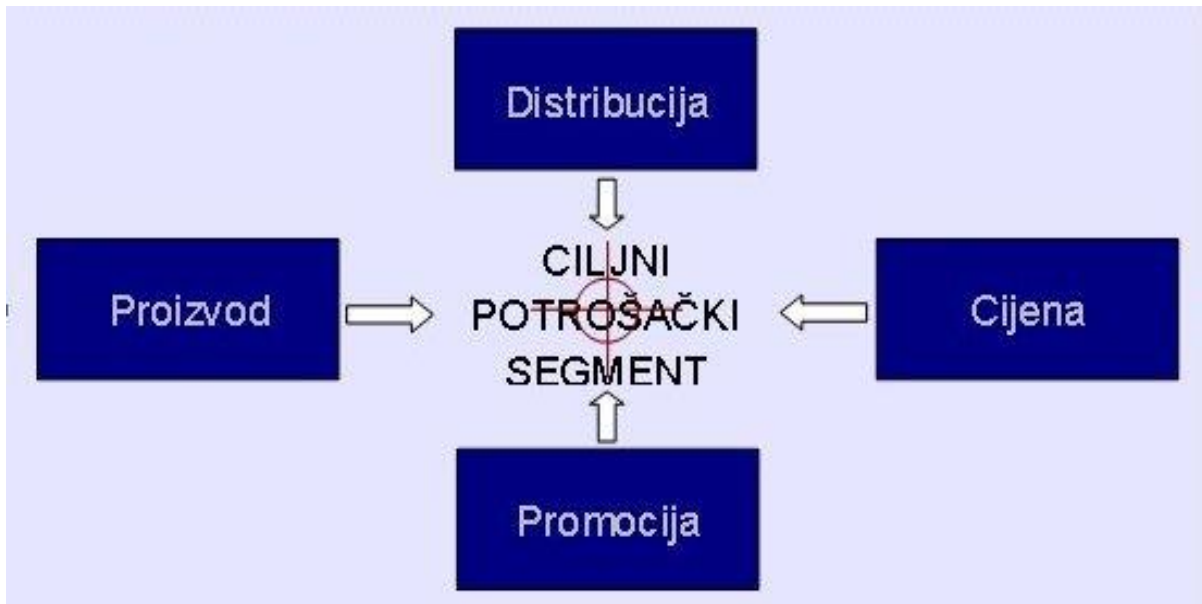 Distribucija
Proizvod
CILJNI
POTROŠAČKI
SEGMENT
Cijena
Promocija